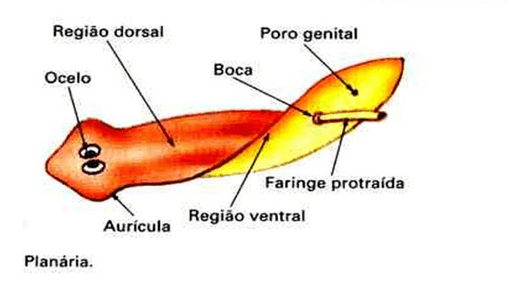 Região dorsal
Poro genital
Ocelo
Boca
Faringe protraída
Região ventral
Aurícula
Planária.